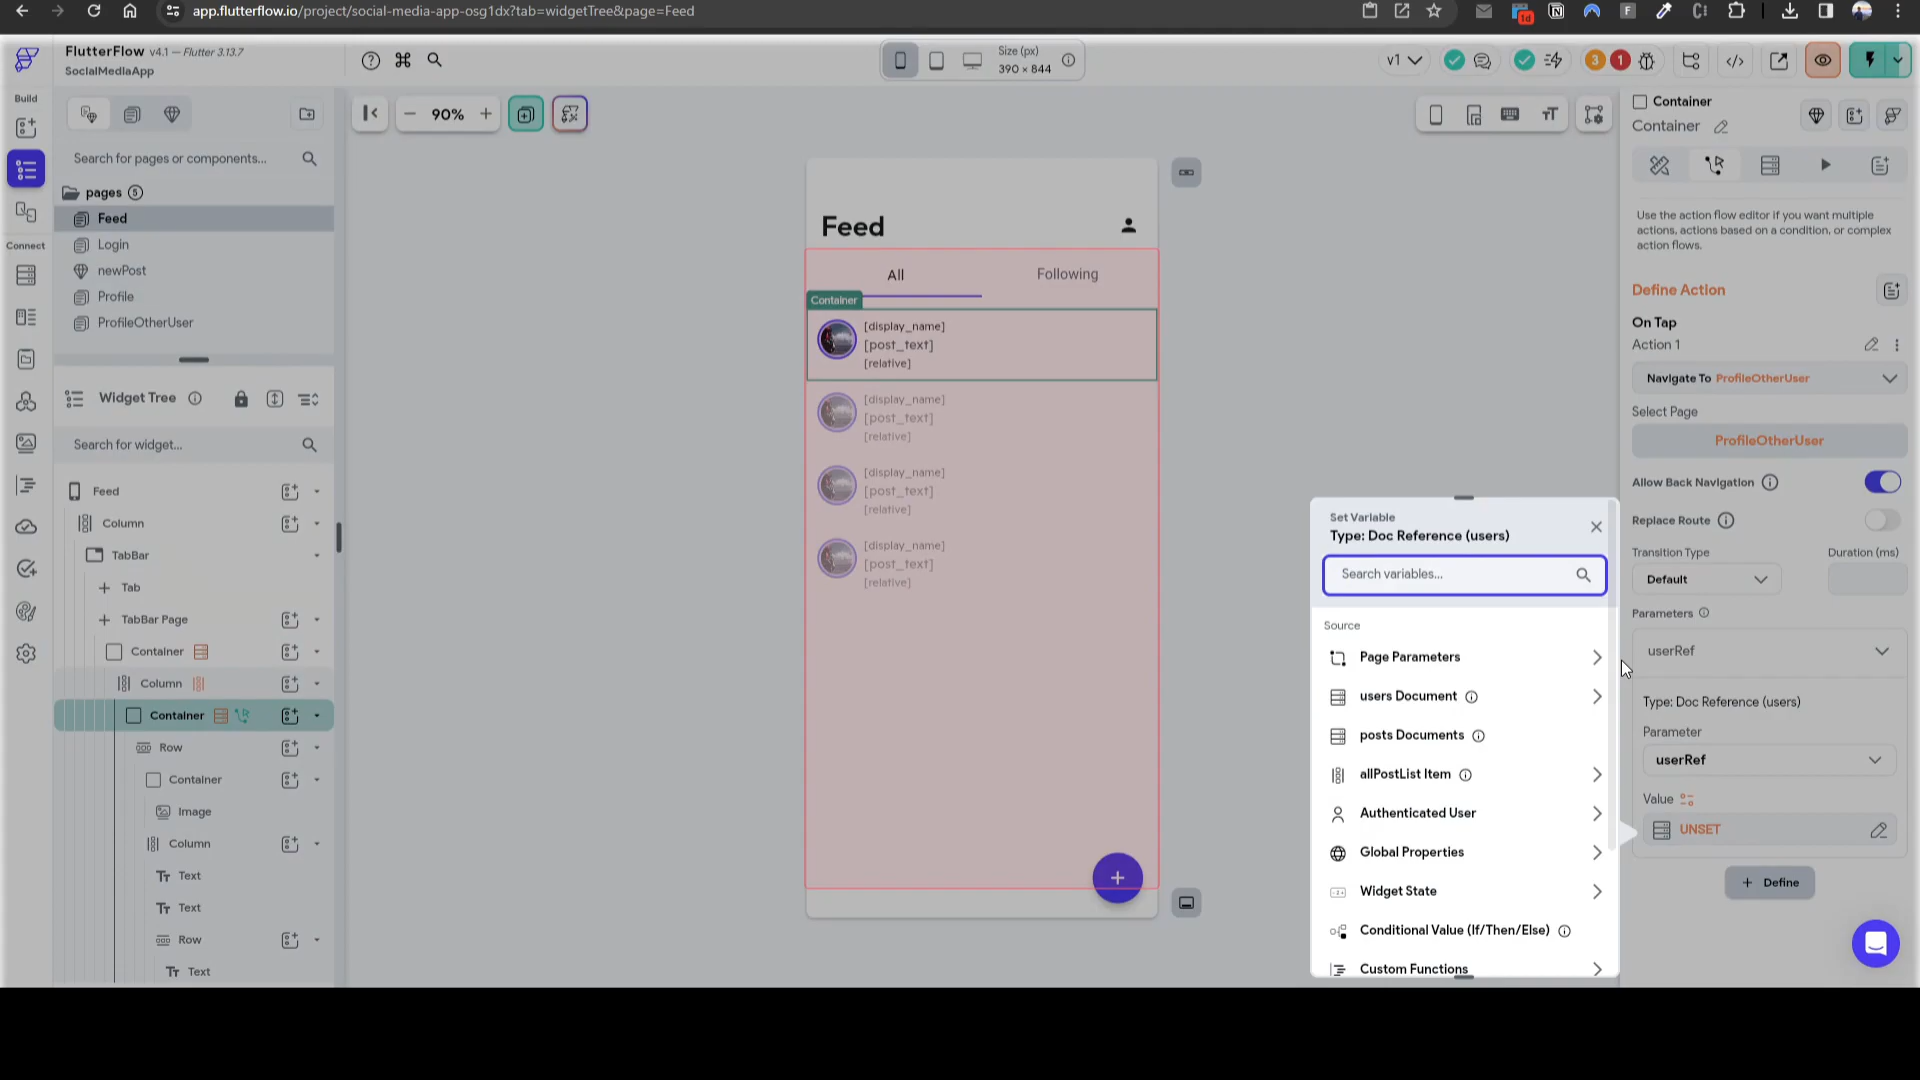 app.flutterflow.io/project/social-media-app-osg1dx?tab=widgetTree&page=Feed
1d
FlutterFlow v4.1 — Flutter 3.13.7
SocialMediaApp
Size (px)
390 × 844
v1
3
1
Build
Connect
Search for pages or components...
pages 5
Feed
Login
newPost
Profile
ProfileOtherUser
Widget Tree
Search for widget...
Feed
Column
TabBar
Tab
TabBar Page
Container
Column
Container
Row
Container
Image
Column
Text
Text
Row
Text
90%
Feed
All
Following
Container
[display_name]
[post_text]
[relative]
[display_name]
[post_text]
[relative]
[display_name]
[post_text]
[relative]
[display_name]
[post_text]
[relative]
Set Variable
Type: Doc Reference (users)
Search variables...
Source
Page Parameters
users Document
posts Documents
allPostList Item
Authenticated User
Global Properties
Widget State
Conditional Value (If/Then/Else)
Custom Functions
Container
Container
Use the action flow editor if you want multiple
actions, actions based on a condition, or complex
action flows.
Define Action
On Tap
Action 1
Navigate To ProfileOtherUser
Select Page
ProfileOtherUser
Allow Back Navigation
Replace Route
Transition Type
Duration (ms)
Default
Parameters
userRef
Type: Doc Reference (users)
Parameter
userRef
Value
UNSET
Define